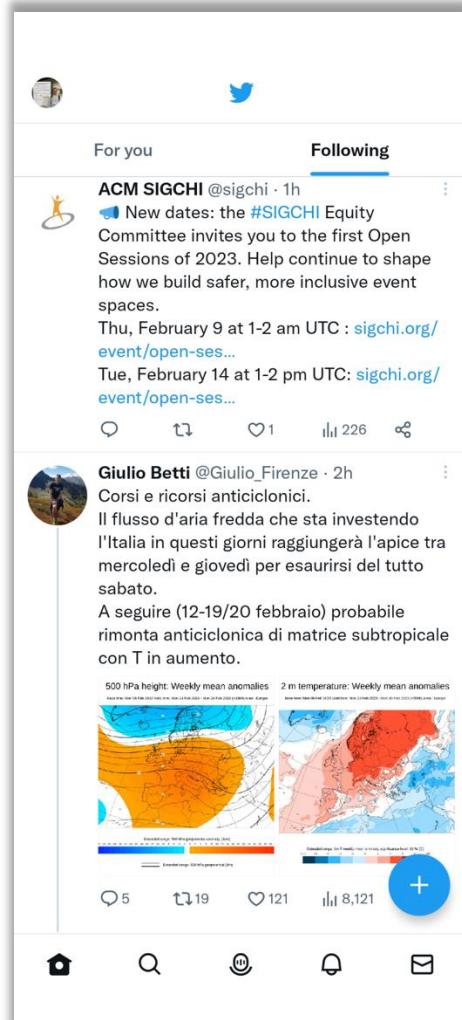 For you
Following
ACM SIGCHI @sigchi · 1h
📢 New dates: the #SIGCHI Equity
Committee invites you to the first Open
Sessions of 2023. Help continue to shape
how we build safer, more inclusive event
spaces.
Thu, February 9 at 1-2 am UTC : sigchi.org/
event/open-ses...
Tue, February 14 at 1-2 pm UTC: sigchi.org/
event/open-ses...
1
226
Giulio Betti @Giulio_Firenze · 2h
Corsi e ricorsi anticiclonici.
Il flusso d'aria fredda che sta investendo
l'Italia in questi giorni raggiungerà l'apice tra
mercoledì e giovedì per esaurirsi del tutto
sabato.
A seguire (12-19/20 febbraio) probabile
rimonta anticiclonica di matrice subtropicale
con T in aumento.
500 hPa height: Weekly mean anomalies
2 m temperature: Weekly mean anomalies
5
19
121
8,121